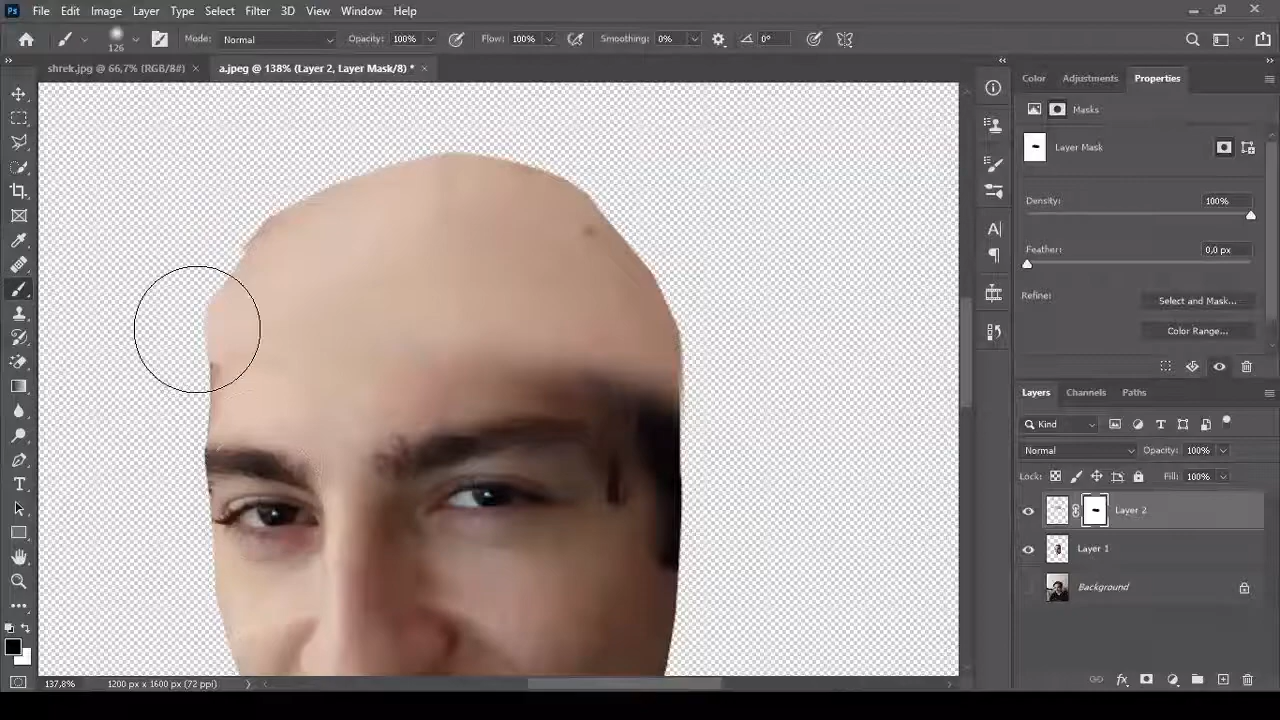 Ps File Edit Image Layer Type Select Filter 3D View Window Help
126 Mode: Normal Opacity: 100% Flow: 100% Smoothing: 0% 0°
shrek.jpg @ 66,7% (RGB/8#) × a.jpeg @ 138% (Layer 2, Layer Mask/8) * ×
Color Adjustments Properties
Masks
Layer Mask
Density: 100%
Feather: 0,0 px
Refine: Select and Mask...
Color Range...
Layers Channels Paths
Kind
Normal Opacity: 100%
Lock: Fill: 100%
Layer 2
Layer 1
Background
137,8% 1200 px x 1600 px (72 ppi)